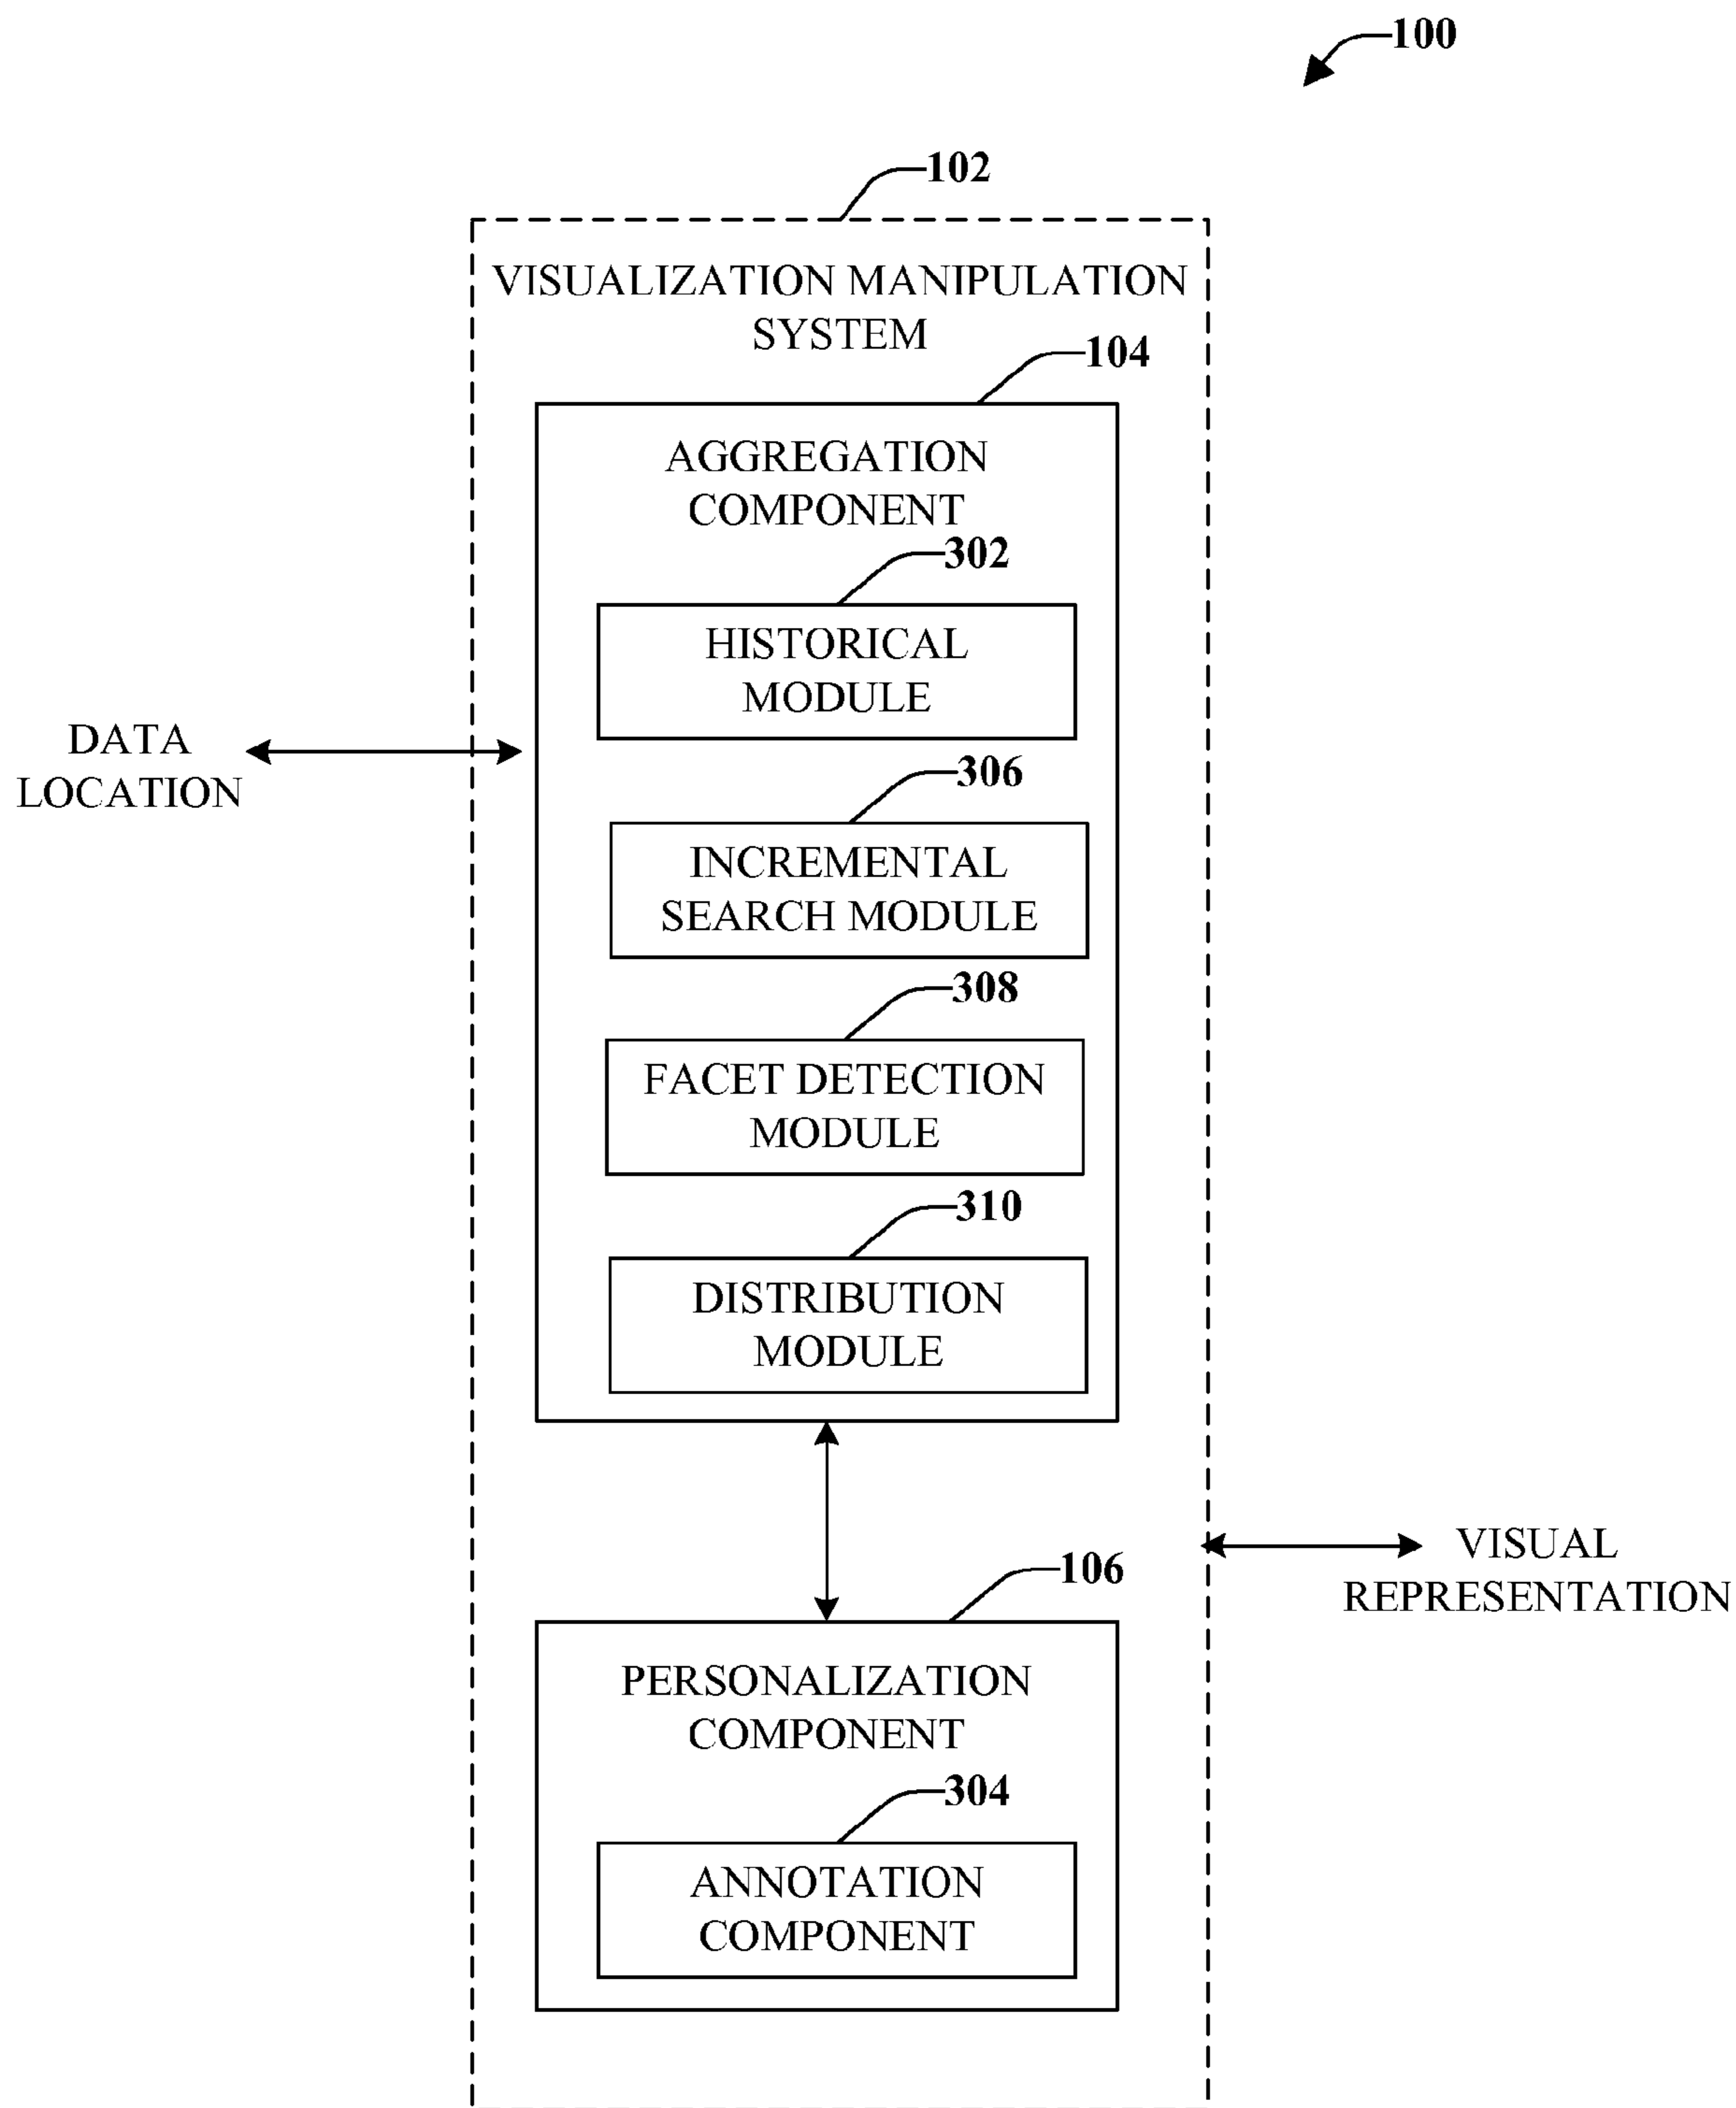 100
102
VISUALIZATION MANIPULATION
SYSTEM
104
AGGREGATION
COMPONENT
302
HISTORICAL
MODULE
DATA
LOCATION
306
INCREMENTAL
SEARCH MODULE
308
FACET DETECTION
MODULE
310
DISTRIBUTION
MODULE
VISUAL
REPRESENTATION
106
PERSONALIZATION
COMPONENT
304
ANNOTATION
COMPONENT